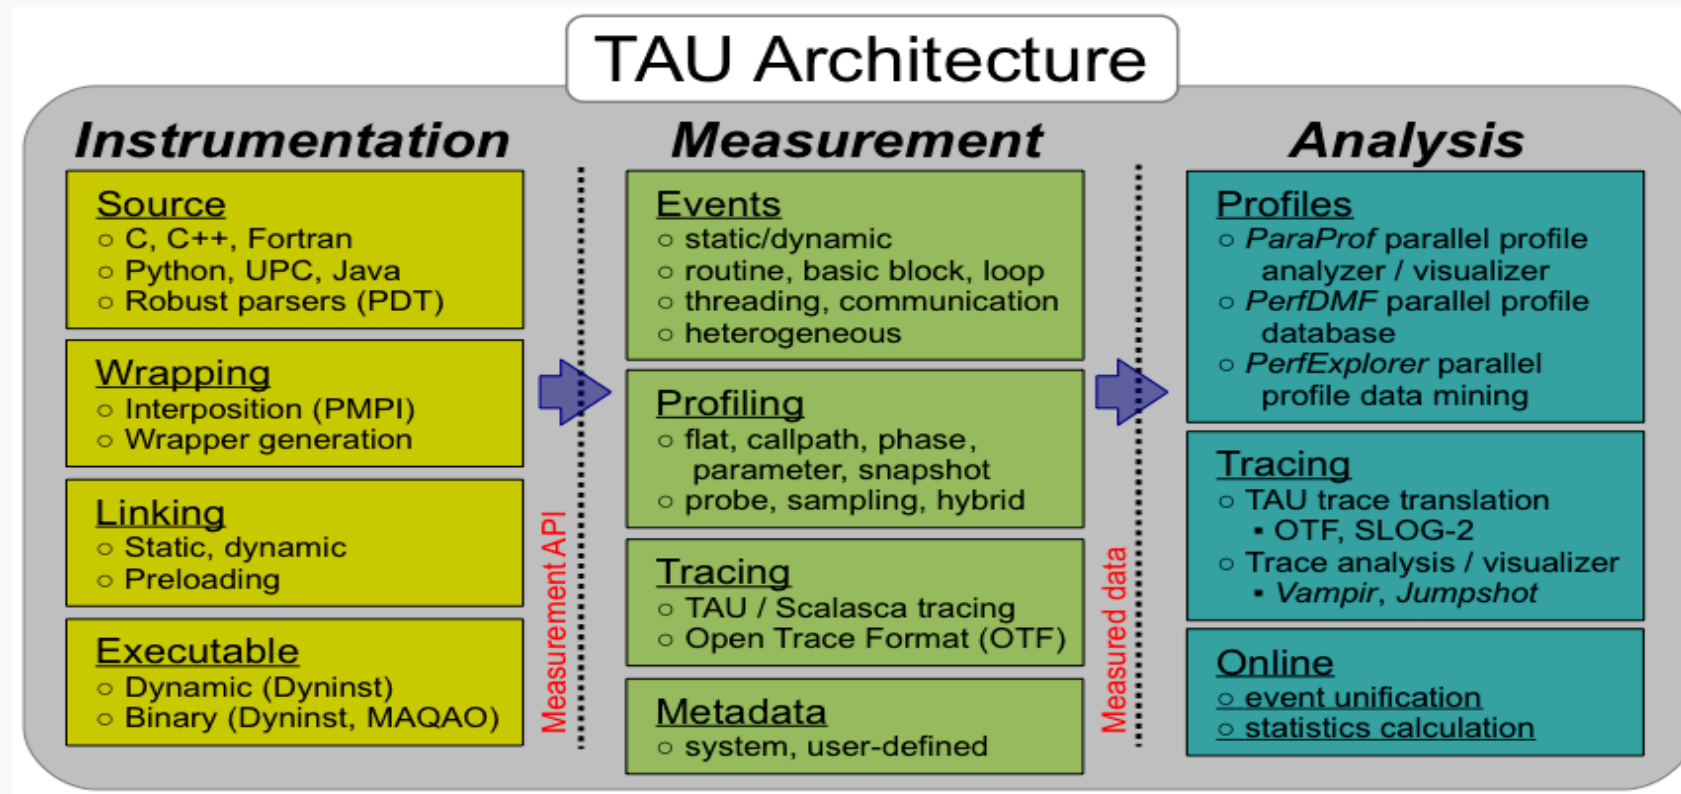 TAU Architecture
Instrumentation
Source
○ C, C++, Fortran
○ Python, UPC, Java
○ Robust parsers (PDT)
Wrapping
○ Interposition (PMPI)
○ Wrapper generation
Linking
○ Static, dynamic
○ Preloading
Executable
○ Dynamic (Dyninst)
○ Binary (Dyninst, MAQAO)
Measurement API
Measurement
Events
○ static/dynamic
○ routine, basic block, loop
○ threading, communication
○ heterogeneous
Profiling
○ flat, callpath, phase,
parameter, snapshot
○ probe, sampling, hybrid
Tracing
○ TAU / Scalasca tracing
○ Open Trace Format (OTF)
Metadata
○ system, user-defined
Measured data
Analysis
Profiles
○ ParaProf parallel profile
analyzer / visualizer
○ PerfDMF parallel profile
database
○ PerfExplorer parallel
profile data mining
Tracing
○ TAU trace translation
▪ OTF, SLOG-2
○ Trace analysis / visualizer
▪ Vampir, Jumpshot
Online
○ event unification
○ statistics calculation